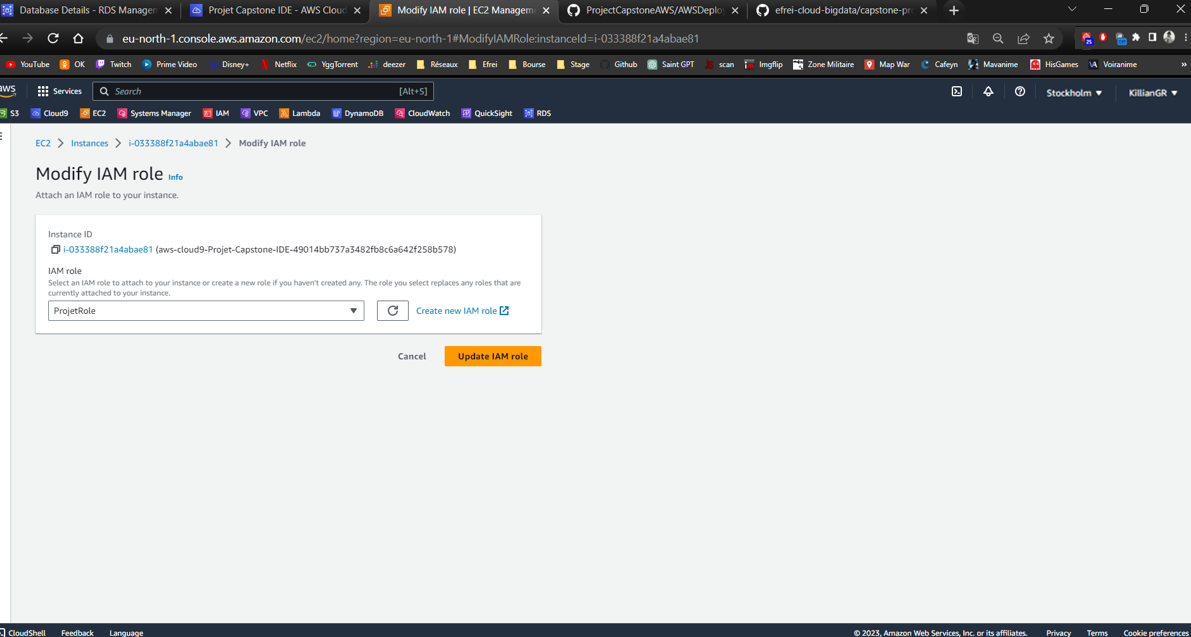 Database Details - RDS Managem Projet Capstone IDE - AWS Cloud Modify IAM role | EC2 Manageme ProjectCapstoneAWS/AWSDeploy efrei-cloud-bigdata/capstone-pro
eu-north-1.console.aws.amazon.com/ec2/home?region=eu-north-1#ModifyIAMRole:instanceId=i-033388f21a4abae81
YouTube OK Twitch Prime Video Disney+ Netflix YggTorrent deezer Réseaux Efrei Bourse Stage Github Saint GPT scan Imgflip Zone Militaire Map War Cafeyn Mavanime HisGames Voiranime »
aws Services Search [Alt+S] Stockholm KillianGR
S3 Cloud9 EC2 Systems Manager IAM VPC Lambda DynamoDB CloudWatch QuickSight RDS
EC2 Instances i-033388f21a4abae81 Modify IAM role
Modify IAM role Info
Attach an IAM role to your instance.
Instance ID
i-033388f21a4abae81 (aws-cloud9-Projet-Capstone-IDE-49014bb737a3482fb8c6a642f258b578)
IAM role
Select an IAM role to attach to your instance or create a new role if you haven't created any. The role you select replaces any roles that are
currently attached to your instance.
ProjetRole Create new IAM role
Cancel Update IAM role
CloudShell Feedback Language © 2023, Amazon Web Services, Inc. or its affiliates. Privacy Terms Cookie preferences